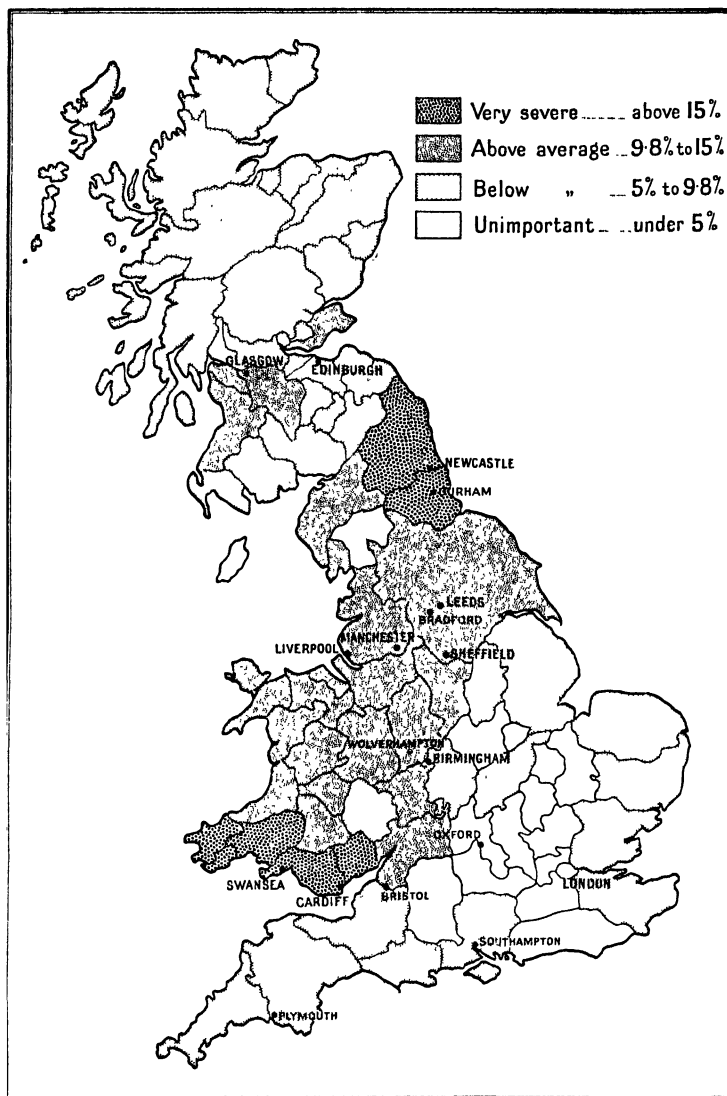 Very severe ...... above 15%
Above average .. 9·8% to 15%
Below „ ... 5% to 9·8%
Unimportant .. ... under 5%
GLASGOW
EDINBURGH
NEWCASTLE
DURHAM
LEEDS
BRADFORD
MANCHESTER
LIVERPOOL
SHEFFIELD
WOLVERHAMPTON
BIRMINGHAM
OXFORD
SWANSEA
CARDIFF
BRISTOL
LONDON
SOUTHAMPTON
PLYMOUTH